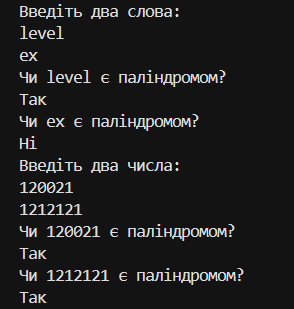 Введіть два слова:
level
ex
Чи level є паліндромом?
Так
Чи ex є паліндромом?
Ні
Введіть два числа:
120021
1212121
Чи 120021 є паліндромом?
Так
Чи 1212121 є паліндромом?
Так